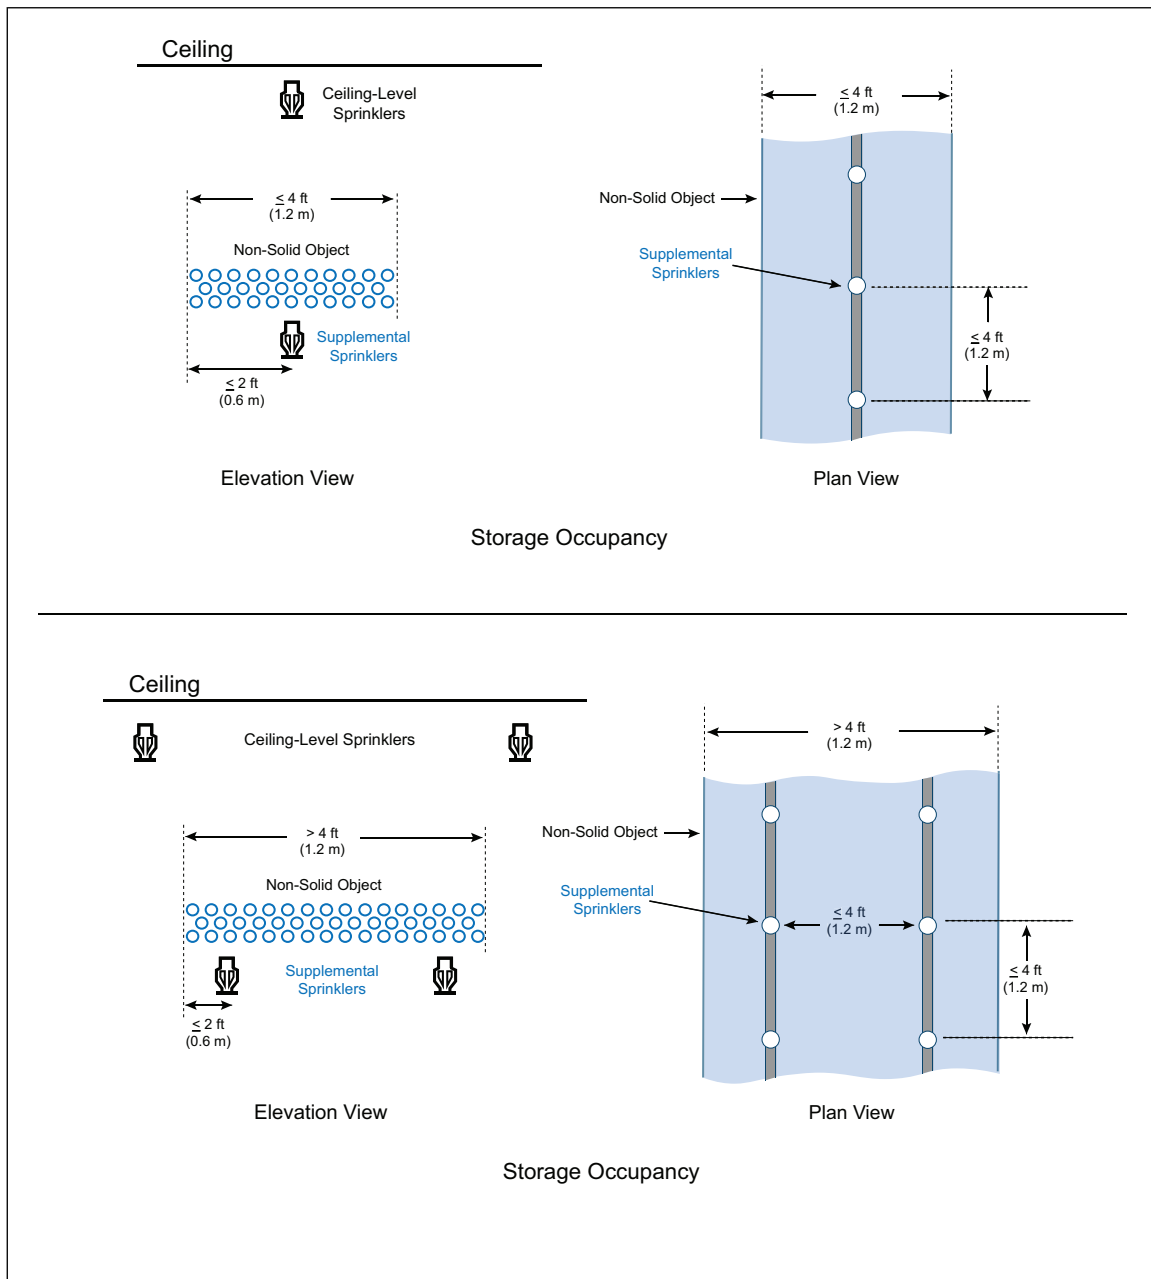 Ceiling
Ceiling-Level
Sprinklers
≤ 4 ft
(1.2 m)
Non-Solid Object
Supplemental
Sprinklers
≤ 2 ft
(0.6 m)
Elevation View
≤ 4 ft
(1.2 m)
Non-Solid Object
Supplemental
Sprinklers
≤ 4 ft
(1.2 m)
Plan View
Storage Occupancy
Ceiling
Ceiling-Level Sprinklers
> 4 ft
(1.2 m)
Non-Solid Object
Supplemental
Sprinklers
≤ 2 ft
(0.6 m)
Elevation View
> 4 ft
(1.2 m)
Non-Solid Object
Supplemental
Sprinklers
≤ 4 ft
(1.2 m)
≤ 4 ft
(1.2 m)
Plan View
Storage Occupancy